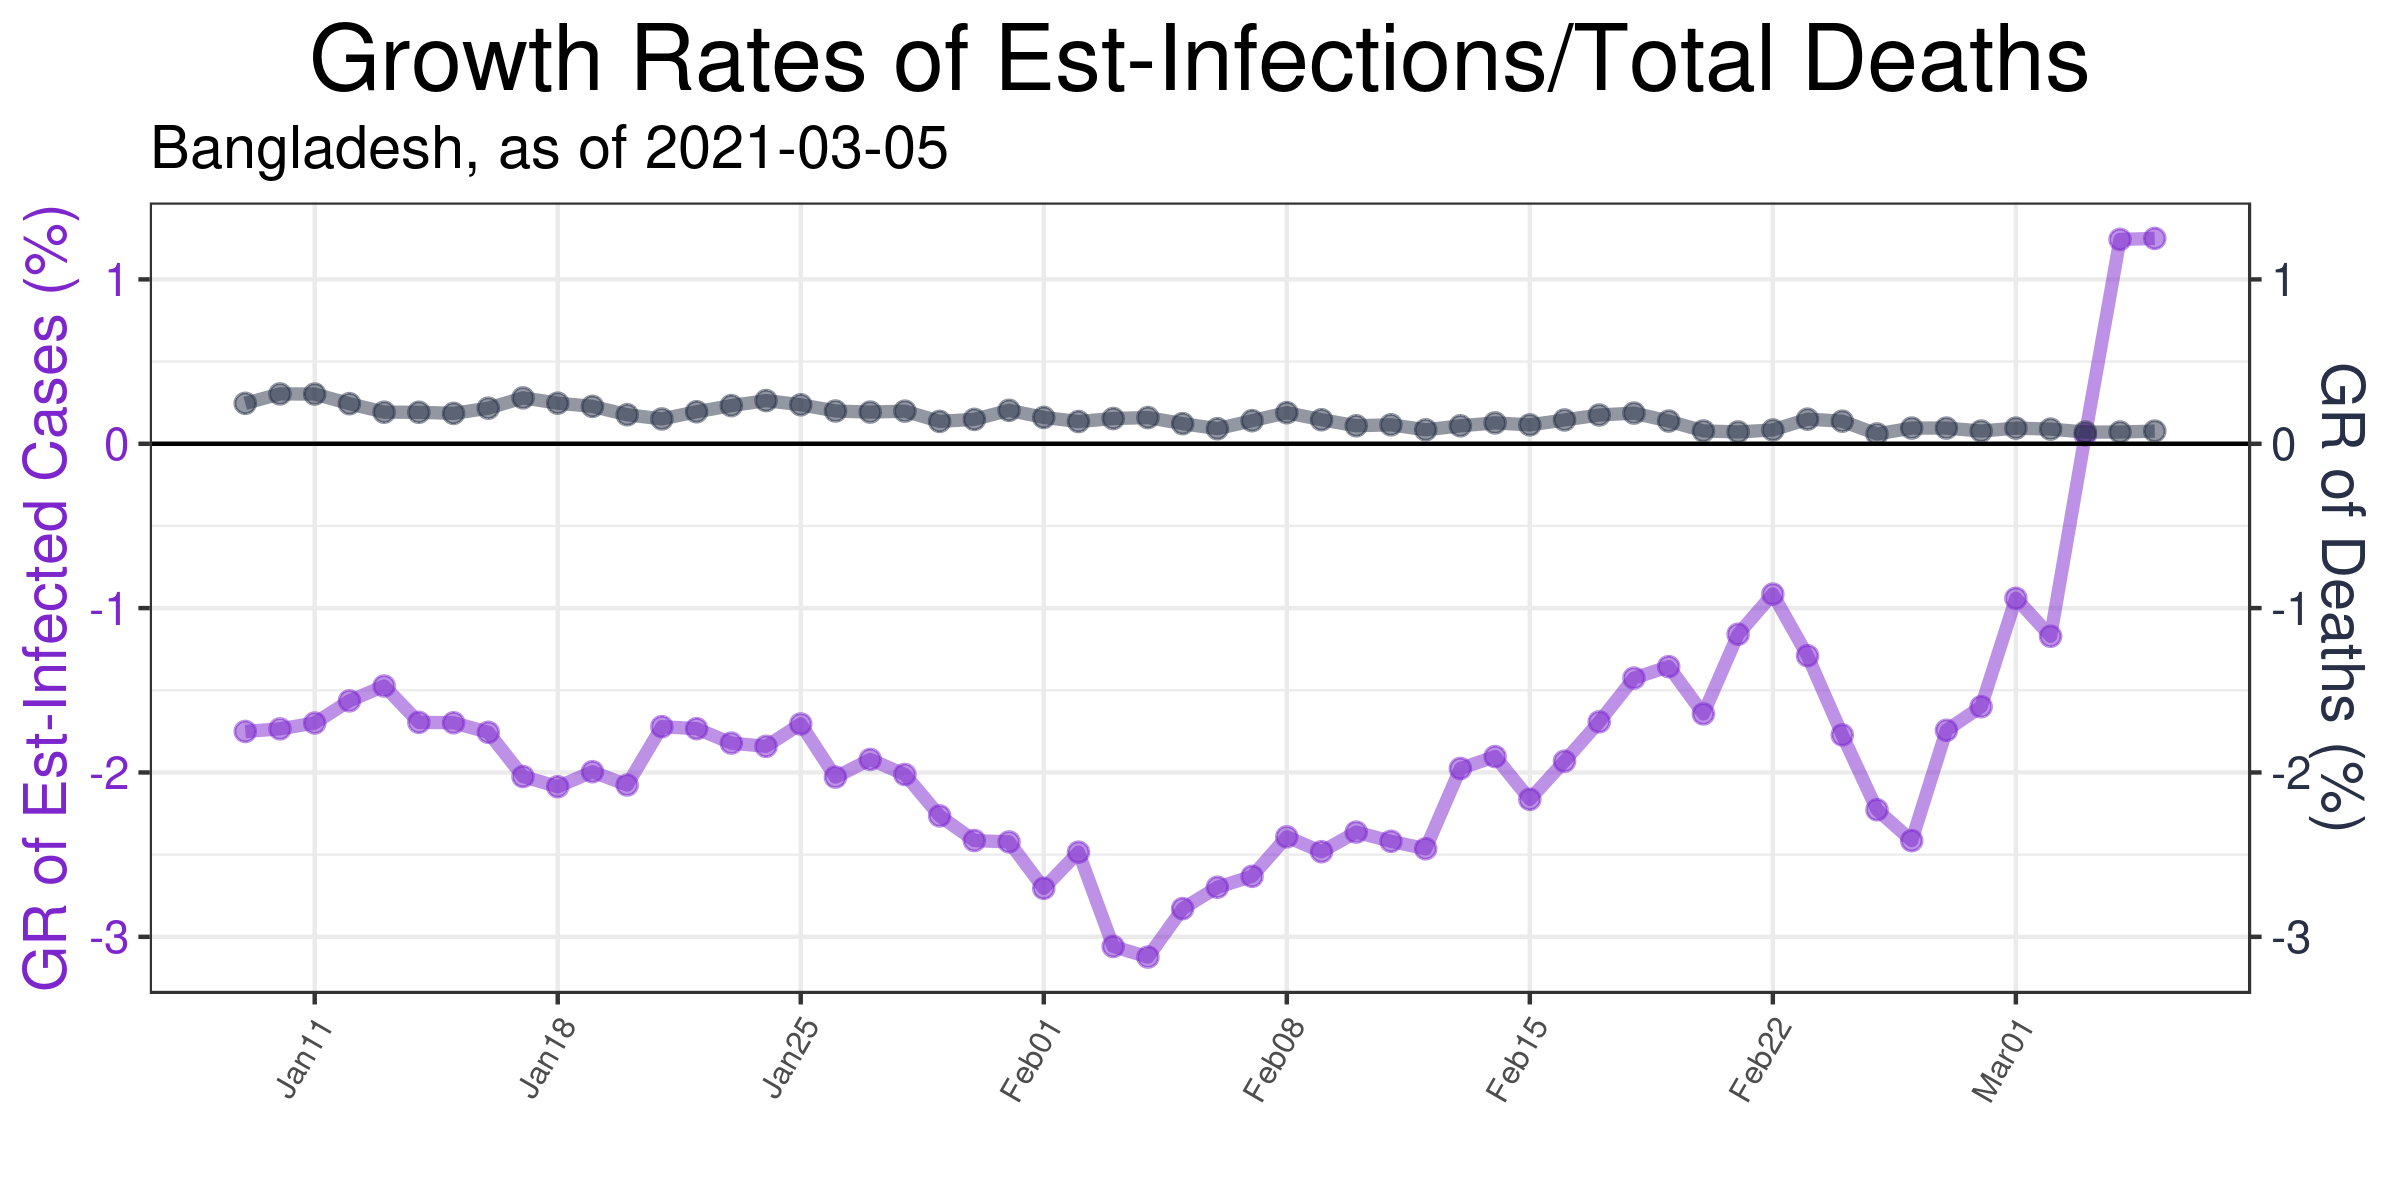 Growth Rates of Est-Infections/Total Deaths
Bangladesh, as of 2021-03-05
GR of Est-Infected Cases (%)
1
0
-1
-2
-3
1
0
-1
-2
-3
GR of Deaths (%)
Jan11
Jan18
Jan25
Feb01
Feb08
Feb15
Feb22
Mar01